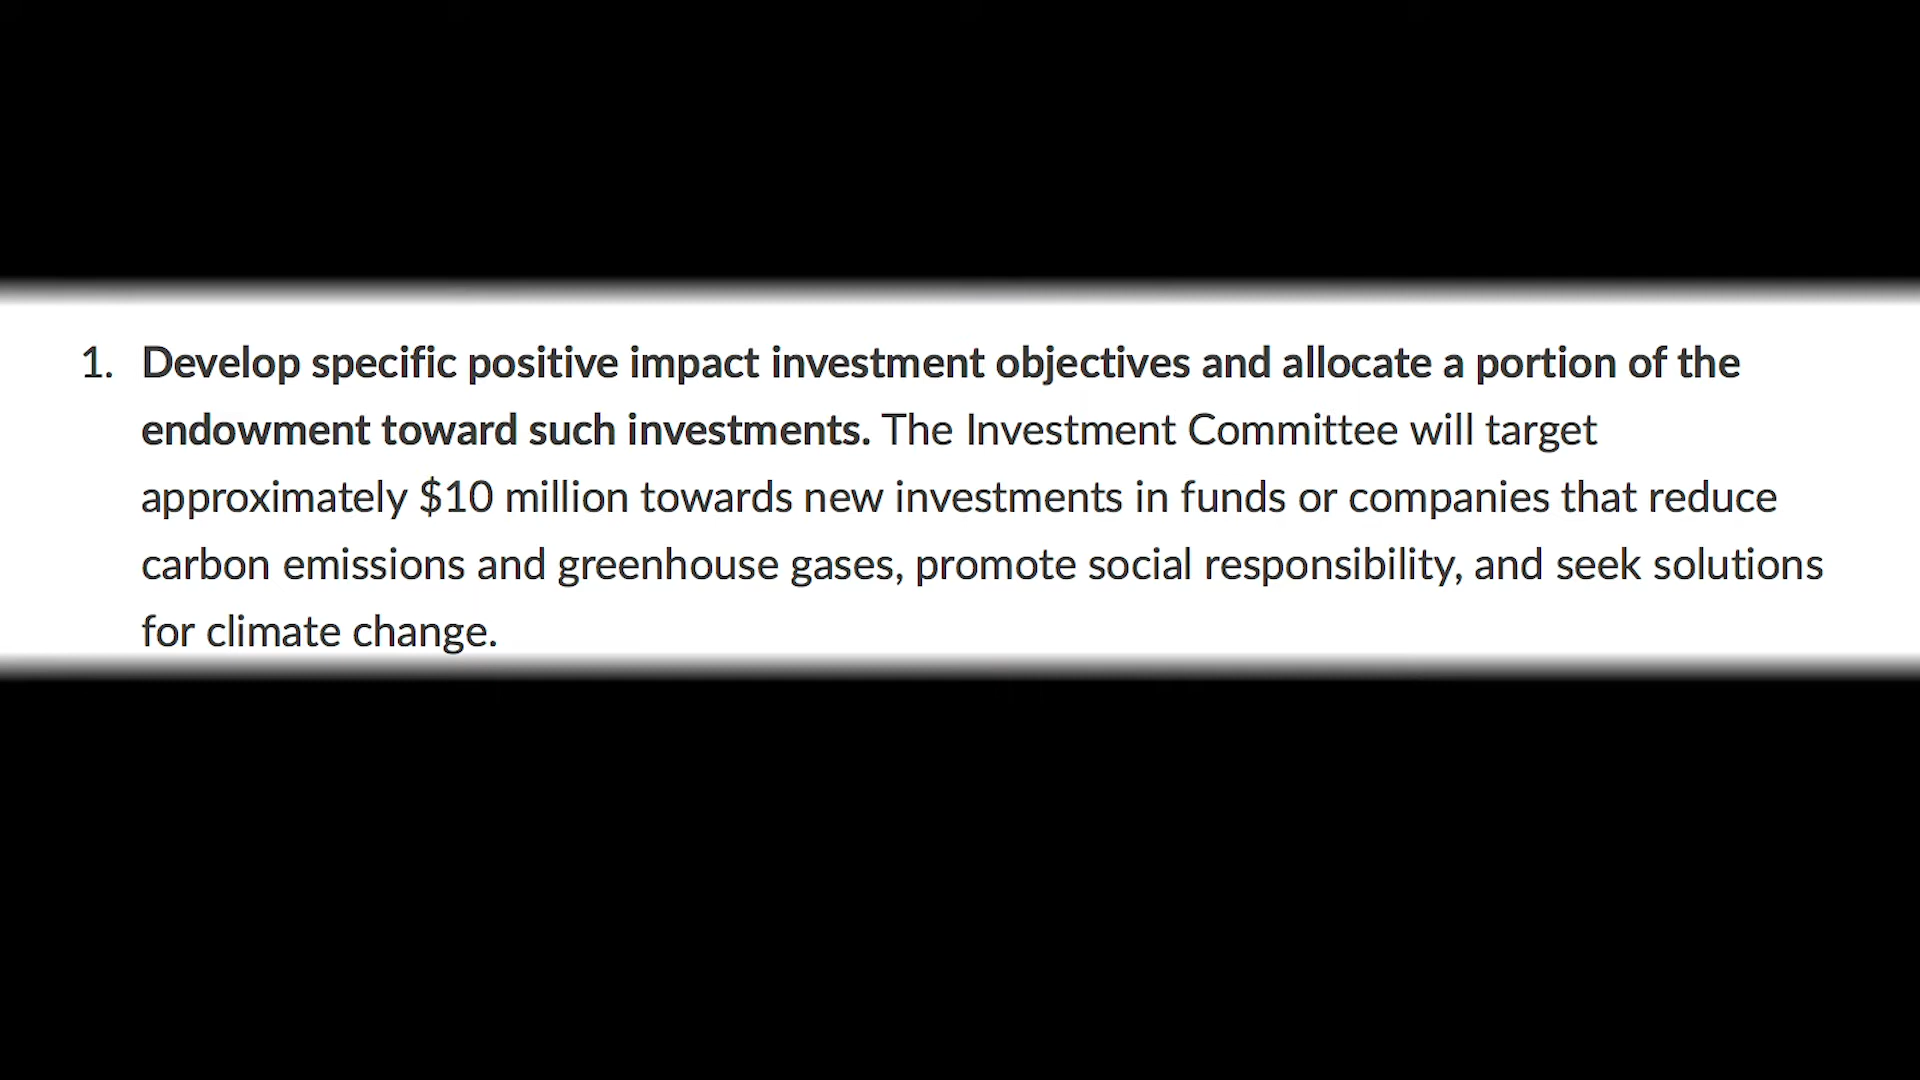 1. Develop specific positive impact investment objectives and allocate a portion of the
endowment toward such investments. The Investment Committee will target
approximately $10 million towards new investments in funds or companies that reduce
carbon emissions and greenhouse gases, promote social responsibility, and seek solutions
for climate change.